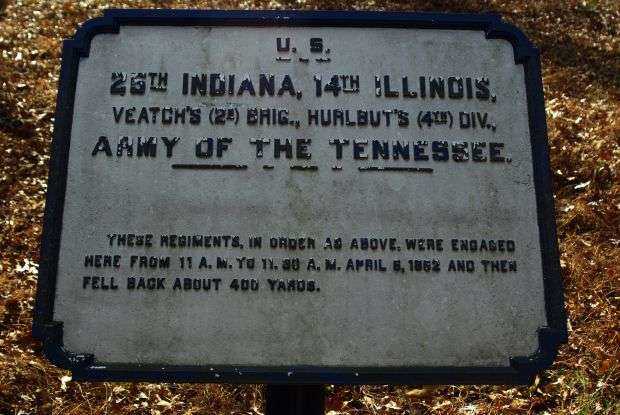 U. S.
25TH INDIANA, 14TH ILLINOIS,
VEATCH'S (2D) BRIG., HURLBUT'S (4TH) DIV.,
ARMY OF THE TENNESSEE.
THESE REGIMENTS, IN ORDER AS ABOVE, WERE ENGAGED
HERE FROM 11 A. M. TO 11.30 A. M. APRIL 6, 1862 AND THEN
FELL BACK ABOUT 400 YARDS.